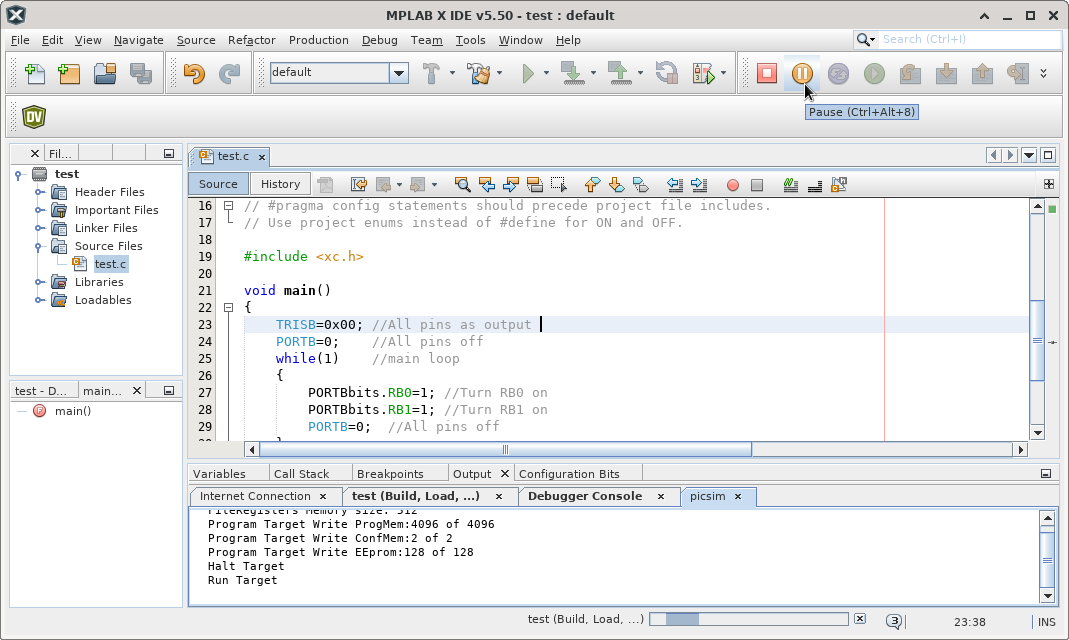 MPLAB X IDE v5.50 - test : default
File Edit View Navigate Source Refactor Production Debug Team Tools Window Help
Search (Ctrl+I)
default
DV
Pause (Ctrl+Alt+8)
Fil...
test
Header Files
Important Files
Linker Files
Source Files
test.c
Libraries
Loadables
test.c
Source History
16 // #pragma config statements should precede project file includes.
17 // Use project enums instead of #define for ON and OFF.
18
19 #include <xc.h>
20
21 void main()
22 {
23 TRISB=0x00; //All pins as output
24 PORTB=0; //All pins off
25 while(1) //main loop
26 {
27 PORTBbits.RB0=1; //Turn RB0 on
28 PORTBbits.RB1=1; //Turn RB1 on
29 PORTB=0; //All pins off
test - D... main...
main()
Variables Call Stack Breakpoints Output Configuration Bits
Internet Connection test (Build, Load, ...) Debugger Console picsim
FileRegisters Memory size: 512
Program Target Write ProgMem:4096 of 4096
Program Target Write ConfMem:2 of 2
Program Target Write EEprom:128 of 128
Halt Target
Run Target
test (Build, Load, ...) 3 23:38 INS